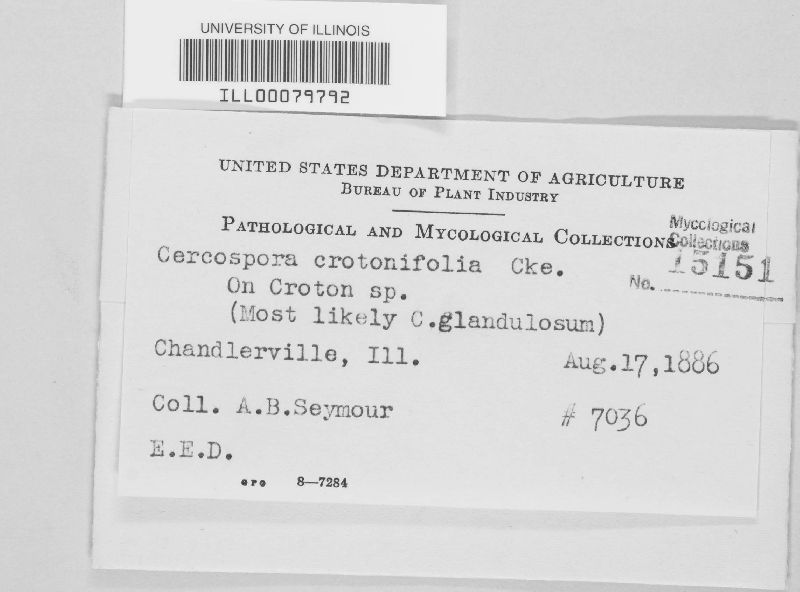 UNIVERSITY OF ILLINOIS
ILL00079792
UNITED STATES DEPARTMENT OF AGRICULTURE
BUREAU OF PLANT INDUSTRY
PATHOLOGICAL AND MYCOLOGICAL COLLECTIONS
Mycological
Collections
No. 15151
Cercospora crotonifolia Cke.
On Croton sp.
(Most likely C.glandulosum)
Chandlerville, Ill. Aug.17,1886
Coll. A.B.Seymour # 7036
E.E.D.
GPO 8—7284